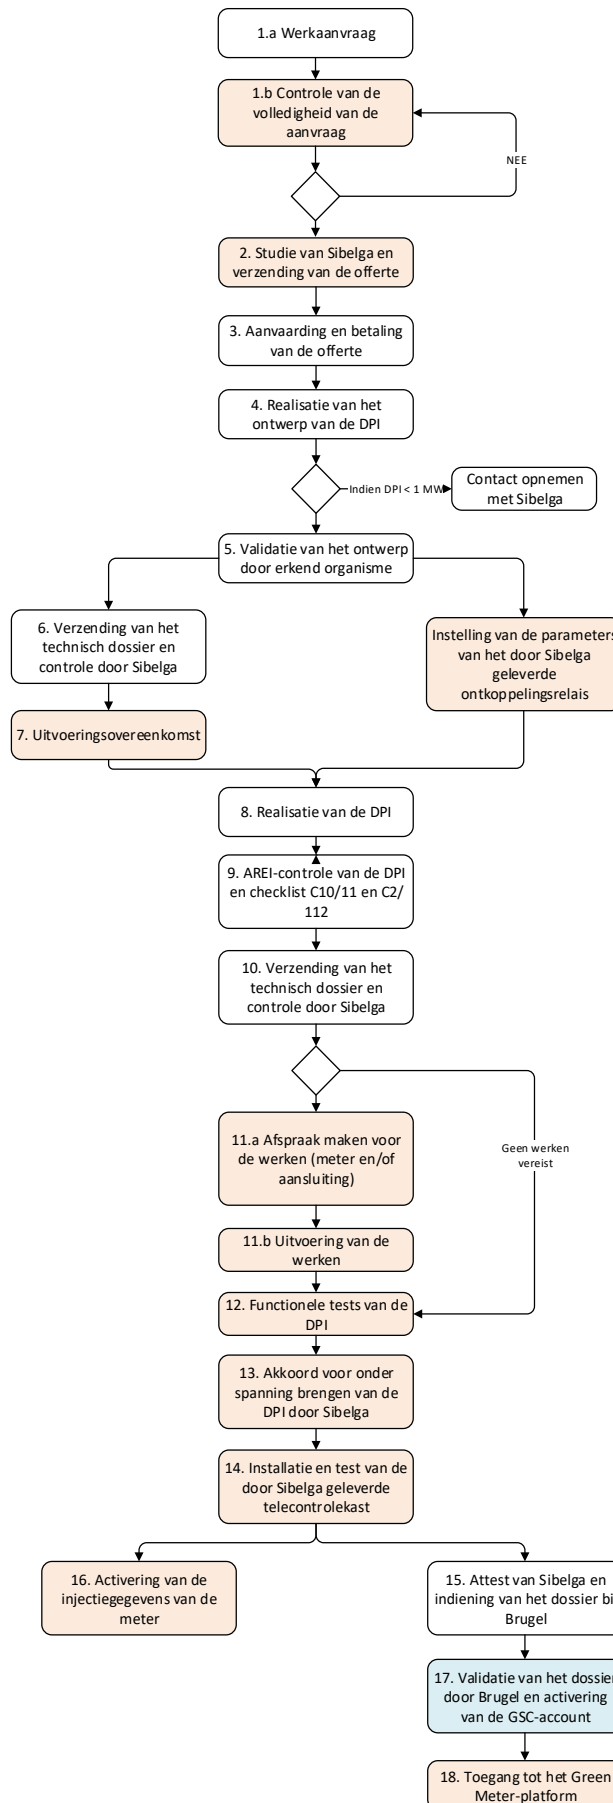 1.a Werkaanvraag
1.b Controle van de
volledigheid van de
aanvraag
NEE
2. Studie van Sibelga en
verzending van de offerte
3. Aanvaarding en betaling
van de offerte
4. Realisatie van het
ontwerp van de DPI
Indien DPI < 1 MW
Contact opnemen
met Sibelga
5. Validatie van het ontwerp
door erkend organisme
6. Verzending van het
technisch dossier en
controle door Sibelga
Instelling van de parameters
van het door Sibelga
geleverde
ontkoppelingsrelais
7. Uitvoeringsovereenkomst
8. Realisatie van de DPI
9. AREI-controle van de DPI
en checklist C10/11 en C2/
112
10. Verzending van het
technisch dossier en
controle door Sibelga
11.a Afspraak maken voor
de werken (meter en/of
aansluiting)
Geen werken
vereist
11.b Uitvoering van de
werken
12. Functionele tests van de
DPI
13. Akkoord voor onder
spanning brengen van de
DPI door Sibelga
14. Installatie en test van de
door Sibelga geleverde
telecontrolekast
16. Activering van de
injectiegegevens van de
meter
15. Attest van Sibelga en
indiening van het dossier bi
Brugel
17. Validatie van het dossier
door Brugel en activering
van de GSC-account
18. Toegang tot het Green
Meter-platform